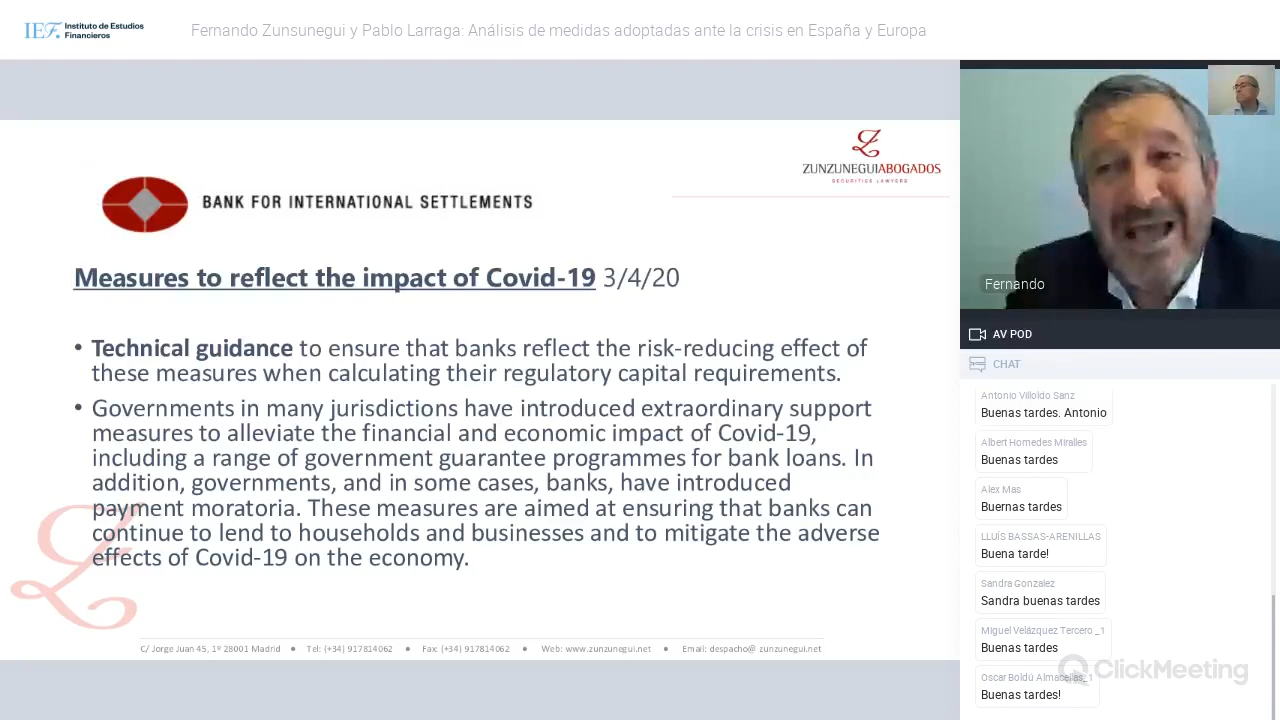 IEF. Instituto de Estudios
Financieros
Fernando Zunsunegui y Pablo Larraga: Análisis de medidas adoptadas ante la crisis en España y Europa
ZUNZUNEGUIABOGADOS
SECURITIES LAWYERS
BANK FOR INTERNATIONAL SETTLEMENTS
Measures to reflect the impact of Covid-19 3/4/20
• Technical guidance to ensure that banks reflect the risk-reducing effect of
these measures when calculating their regulatory capital requirements.
• Governments in many jurisdictions have introduced extraordinary support
measures to alleviate the financial and economic impact of Covid-19,
including a range of government guarantee programmes for bank loans. In
addition, governments, and in some cases, banks, have introduced
payment moratoria. These measures are aimed at ensuring that banks can
continue to lend to households and businesses and to mitigate the adverse
effects of Covid-19 on the economy.
C/ Jorge Juan 45, 1º 28001 Madrid • Tel: (+34) 917814062 • Fax: (+34) 917814062 • Web: www.zunzunegui.net • Email: despacho@ zunzunegui.net
Fernando
AV POD
CHAT
Antonio Villoldo Sanz
Buenas tardes. Antonio
Albert Homedes Miralles
Buenas tardes
Alex Mas
Buernas tardes
LLUÍS BASSAS-ARENILLAS
Buena tarde!
Sandra Gonzalez
Sandra buenas tardes
Miguel Velázquez Tercero _1
Buenas tardes
Oscar Boldú Almacellas_1
Buenas tardes!
ClickMeeting